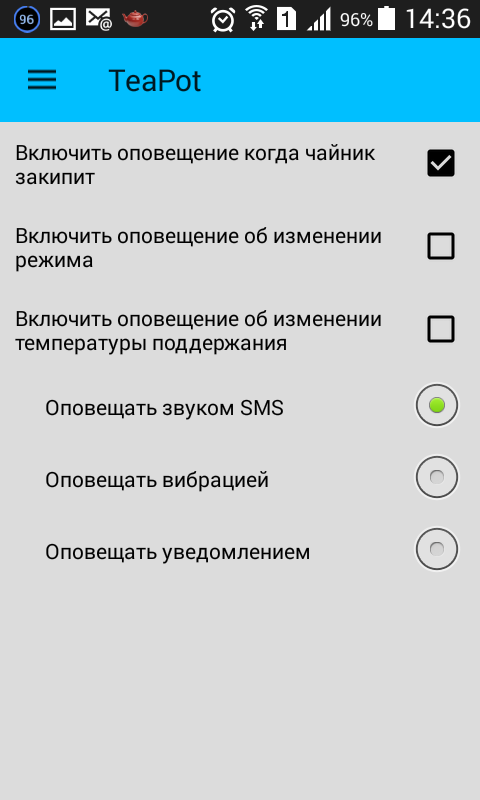 96 @ 1 96% 14:36
TeaPot
Включить оповещение когда чайник
закипит
Включить оповещение об изменении
режима
Включить оповещение об изменении
температуры поддержания
Оповещать звуком SMS
Оповещать вибрацией
Оповещать уведомлением